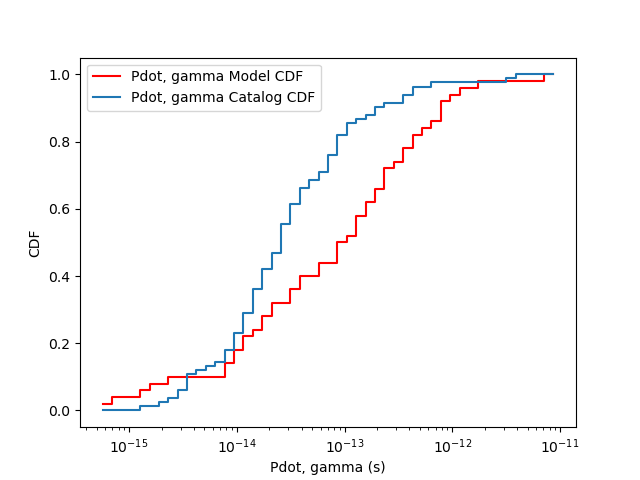 Pdot, gamma Model CDF
Pdot, gamma Catalog CDF
1.0
0.8
0.6
0.4
0.2
0.0
CDF
10⁻¹⁵ 10⁻¹⁴ 10⁻¹³ 10⁻¹² 10⁻¹¹
Pdot, gamma (s)